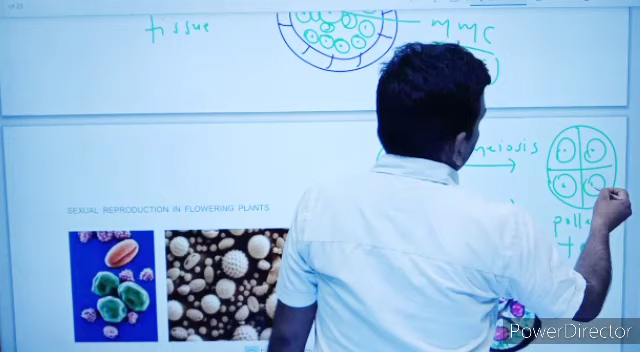 tissue
MMC
meiosis
SEXUAL REPRODUCTION IN FLOWERING PLANTS
PowerDirector